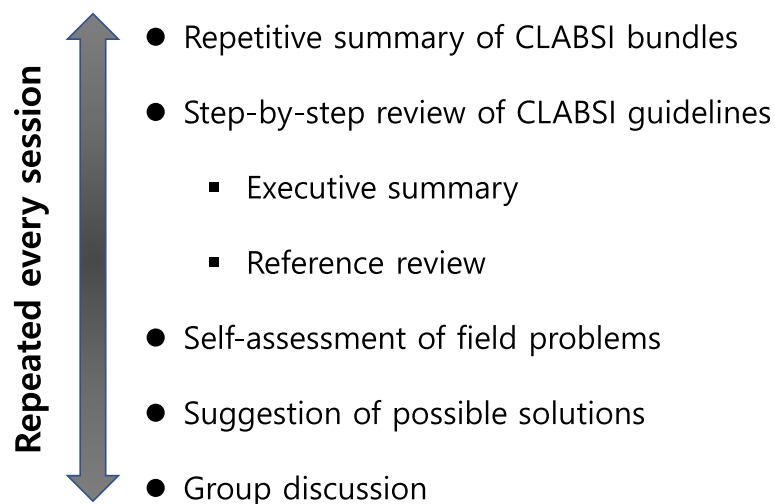 Repeated every session
● Repetitive summary of CLABSI bundles
● Step-by-step review of CLABSI guidelines
▪ Executive summary
▪ Reference review
● Self-assessment of field problems
● Suggestion of possible solutions
● Group discussion